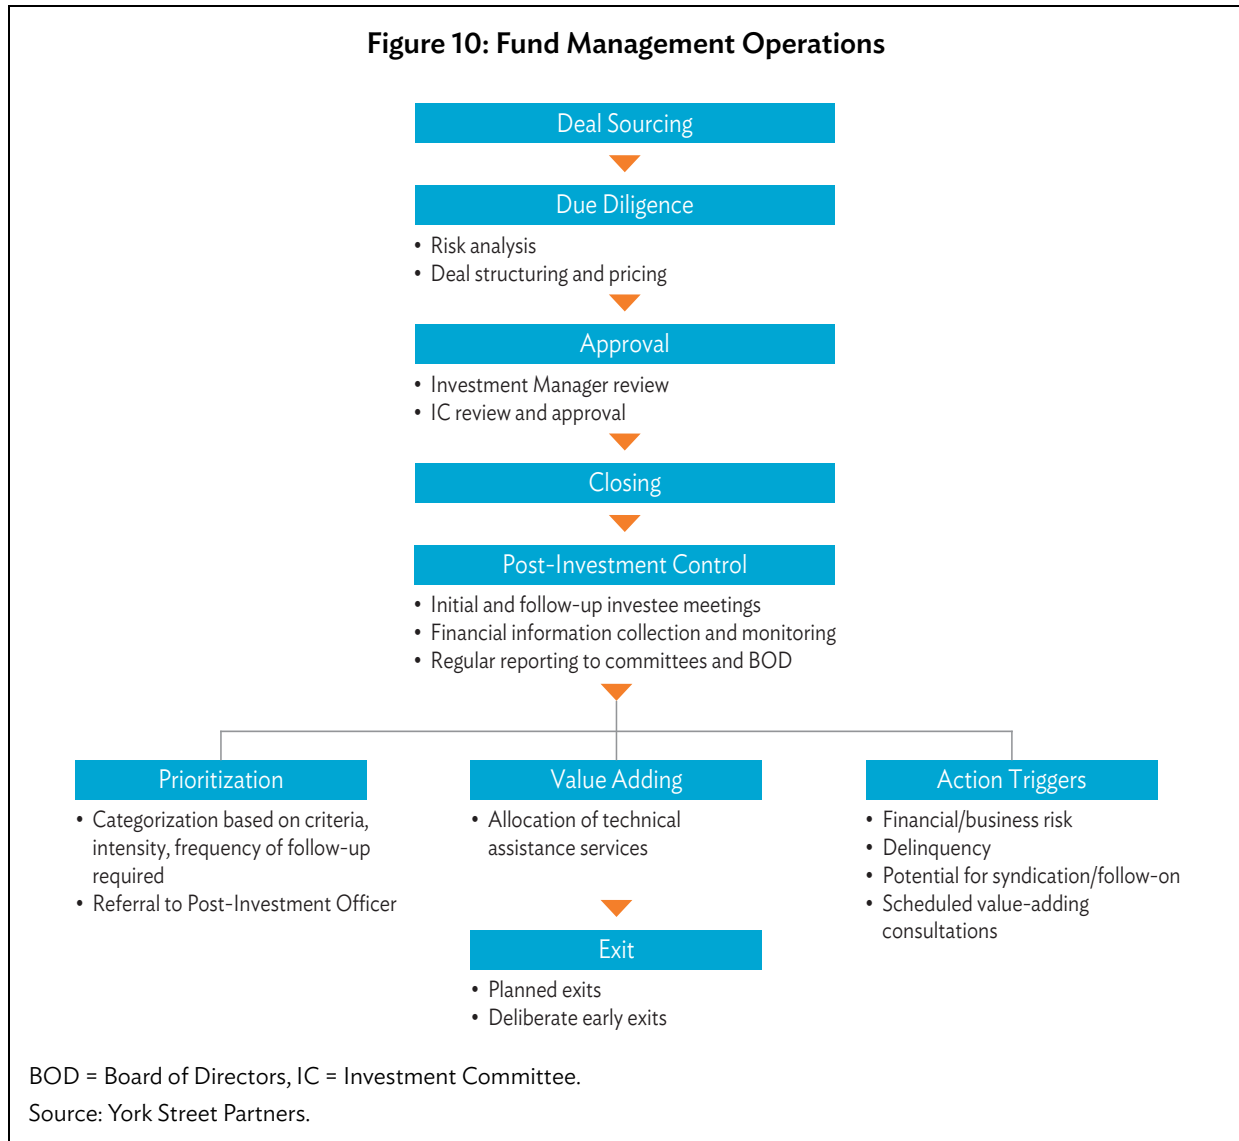 Figure 10: Fund Management Operations
Deal Sourcing
Due Diligence
• Risk analysis
• Deal structuring and pricing
Approval
• Investment Manager review
• IC review and approval
Closing
Post-Investment Control
• Initial and follow-up investee meetings
• Financial information collection and monitoring
• Regular reporting to committees and BOD
Prioritization
• Categorization based on criteria,
intensity, frequency of follow-up
required
• Referral to Post-Investment Officer
Value Adding
• Allocation of technical
assistance services
Action Triggers
• Financial/business risk
• Delinquency
• Potential for syndication/follow-on
• Scheduled value-adding
consultations
Exit
• Planned exits
• Deliberate early exits
BOD = Board of Directors, IC = Investment Committee.
Source: York Street Partners.